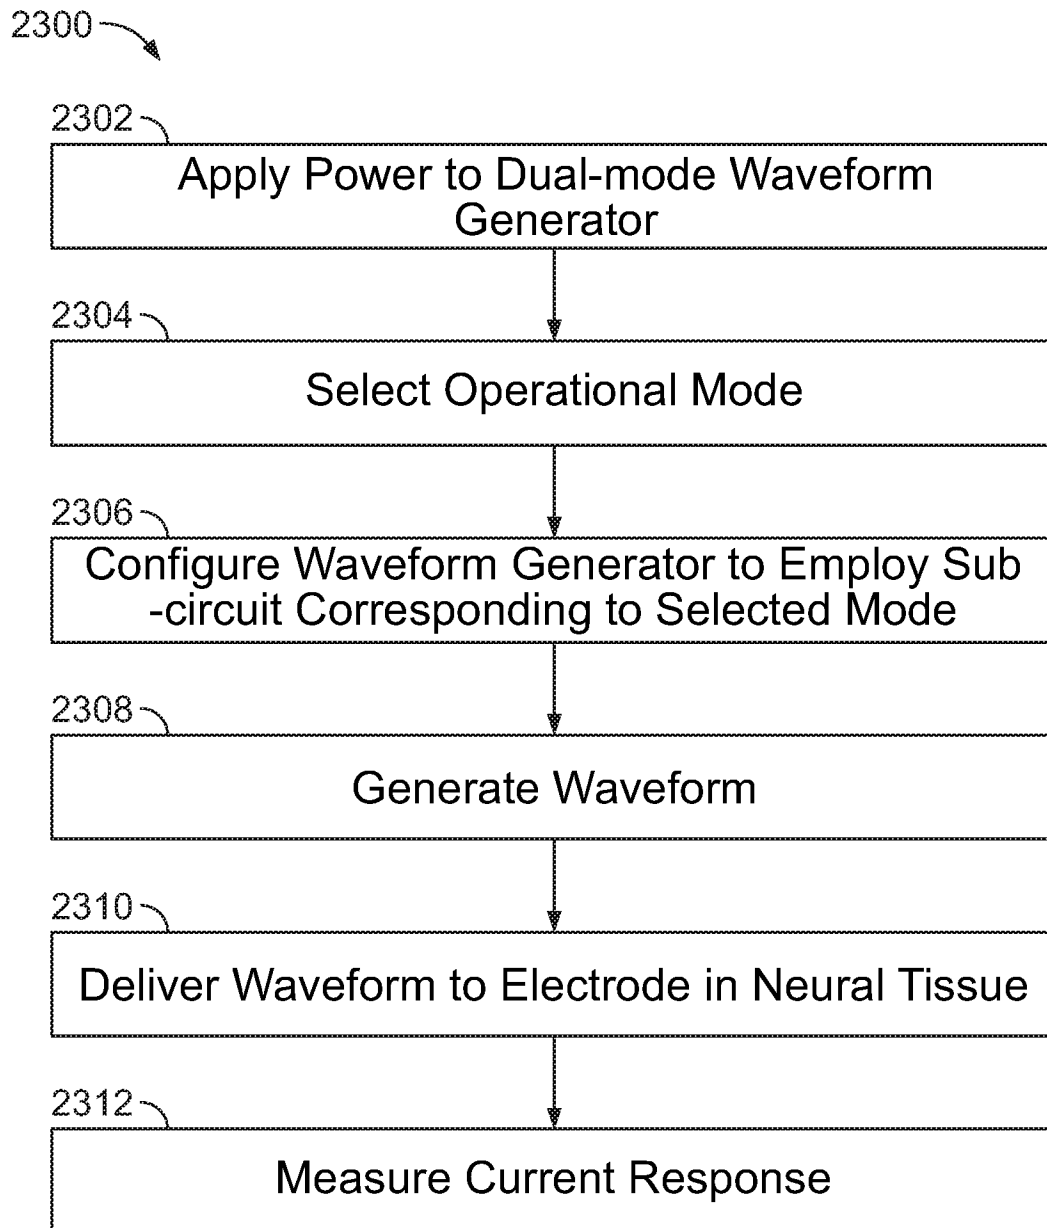 2300
2302
Apply Power to Dual-mode Waveform
Generator
2304
Select Operational Mode
2306
Configure Waveform Generator to Employ Sub
-circuit Corresponding to Selected Mode
2308
Generate Waveform
2310
Deliver Waveform to Electrode in Neural Tissue
2312
Measure Current Response